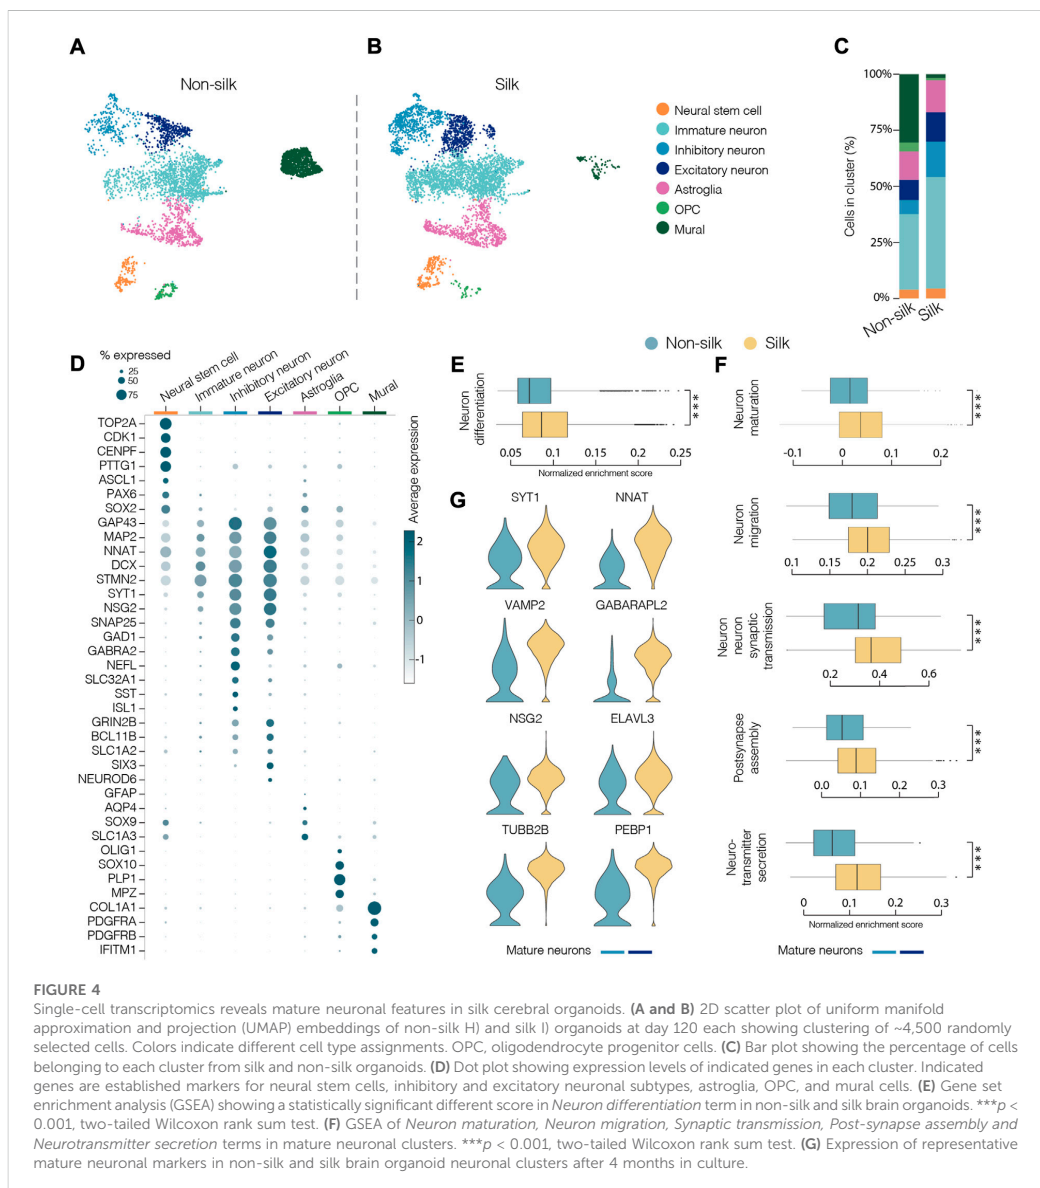 A
B
C
Non-silk
Silk
Neural stem cell
Immature neuron
Inhibitory neuron
Excitatory neuron
Astroglia
OPC
Mural
Cells in cluster (%)
100%
75%
50%
25%
0%
Non-silk
Silk
D
% expressed
25
50
75
Neural stem cell
Immature neuron
Inhibitory neuron
Excitatory neuron
Astroglia
OPC
Mural
TOP2A
CDK1
CENPF
PTTG1
ASCL1
PAX6
SOX2
GAP43
MAP2
NNAT
DCX
STMN2
SYT1
NSG2
SNAP25
GAD1
GABRA2
NEFL
SLC32A1
SST
ISL1
GRIN2B
BCL11B
SLC1A2
SIX3
NEUROD6
GFAP
AQP4
SOX9
SLC1A3
OLIG1
SOX10
PLP1
MPZ
COL1A1
PDGFRA
PDGFRB
IFITM1
Average expression
2
1
0
-1
Non-silk
Silk
E
Neuron
differentiation
***
0.05 0.1 0.15 0.2 0.25
Normalized enrichment score
F
Neuron
maturation
***
-0.1 0 0.1 0.2
Neuron
migration
***
0.1 0.15 0.2 0.25 0.3
Neuron
neuron
synaptic
transmission
***
0.2 0.4 0.6
Postsynapse
assembly
***
0.0 0.1 0.2 0.3
Neuro-
transmitter
secretion
***
0 0.1 0.2 0.3
Normalized enrichment score
Mature neurons
G
SYT1 NNAT
VAMP2 GABARAPL2
NSG2 ELAVL3
TUBB2B PEBP1
Mature neurons
FIGURE 4
Single-cell transcriptomics reveals mature neuronal features in silk cerebral organoids. (A and B) 2D scatter plot of uniform manifold
approximation and projection (UMAP) embeddings of non-silk H) and silk I) organoids at day 120 each showing clustering of ~4,500 randomly
selected cells. Colors indicate different cell type assignments. OPC, oligodendrocyte progenitor cells. (C) Bar plot showing the percentage of cells
belonging to each cluster from silk and non-silk organoids. (D) Dot plot showing expression levels of indicated genes in each cluster. Indicated
genes are established markers for neural stem cells, inhibitory and excitatory neuronal subtypes, astroglia, OPC, and mural cells. (E) Gene set
enrichment analysis (GSEA) showing a statistically significant different score in Neuron differentiation term in non-silk and silk brain organoids. ***p <
0.001, two-tailed Wilcoxon rank sum test. (F) GSEA of Neuron maturation, Neuron migration, Synaptic transmission, Post-synapse assembly and
Neurotransmitter secretion terms in mature neuronal clusters. ***p < 0.001, two-tailed Wilcoxon rank sum test. (G) Expression of representative
mature neuronal markers in non-silk and silk brain organoid neuronal clusters after 4 months in culture.